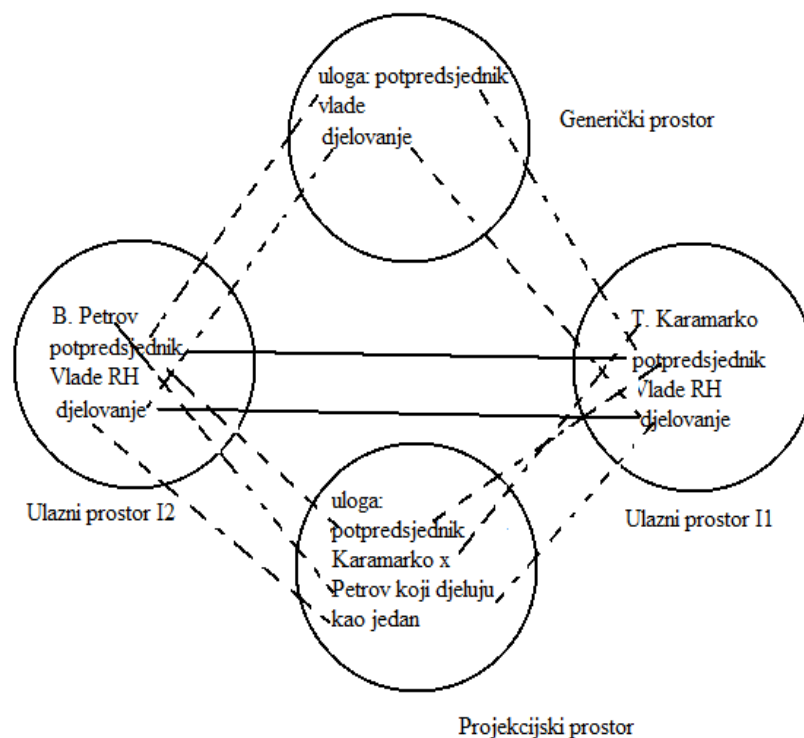 uloga: potpredsjednik
vlade
djelovanje
Generički prostor
B. Petrov
potpredsjednik
Vlade RH
djelovanje
Ulazni prostor I2
T. Karamarko
potpredsjednik
Vlade RH
djelovanje
Ulazni prostor I1
uloga:
potpredsjednik
Karamarko x
Petrov koji djeluju
kao jedan
Projekcijski prostor